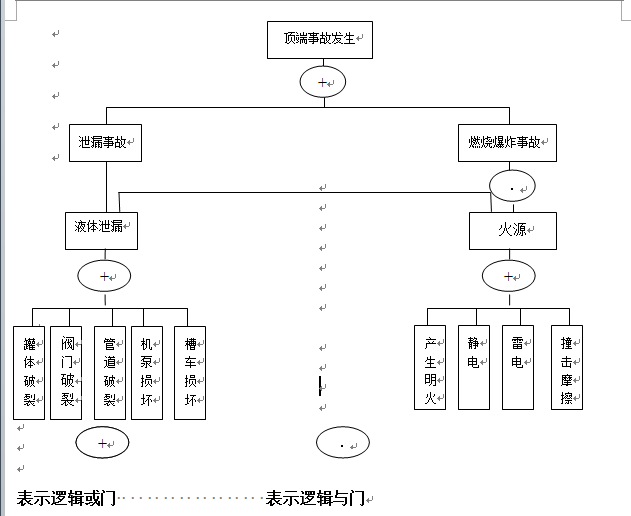 顶端事故发生
+
泄漏事故
燃烧爆炸事故
.
液体泄漏
火源
+
+
罐体破裂
阀门破裂
管道破裂
机泵损坏
槽车损坏
产生明火
静电
雷电
撞击摩擦
+
.
表示逻辑或门 表示逻辑与门